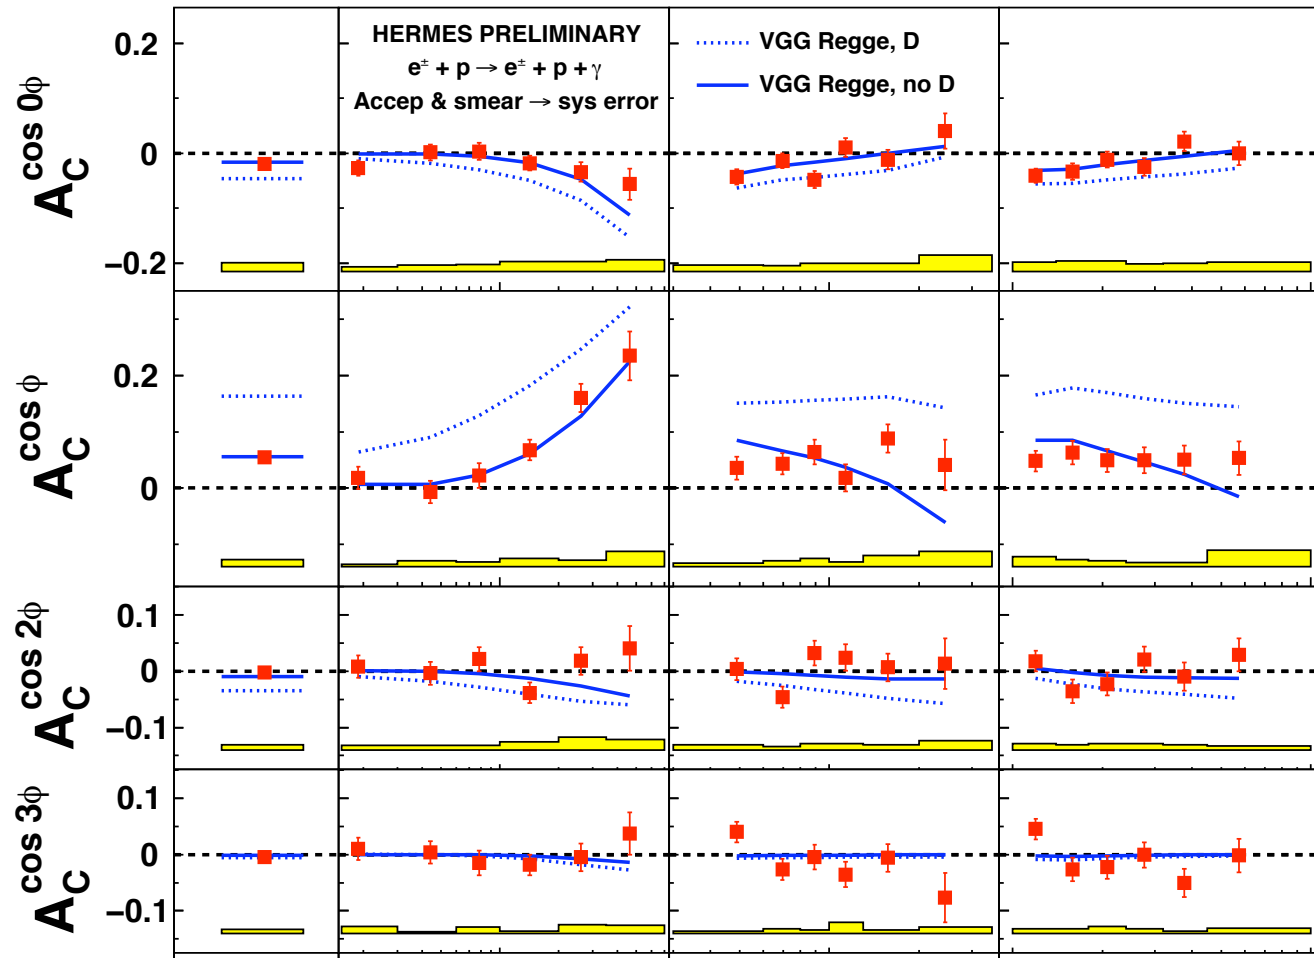 HERMES PRELIMINARY
e± + p → e± + p + γ
Accep & smear → sys error
VGG Regge, D
VGG Regge, no D
A_C^cos 0ϕ
0.2
0
−0.2
A_C^cos ϕ
0.2
0
A_C^cos 2ϕ
0.1
0
−0.1
A_C^cos 3ϕ
0.1
0
−0.1